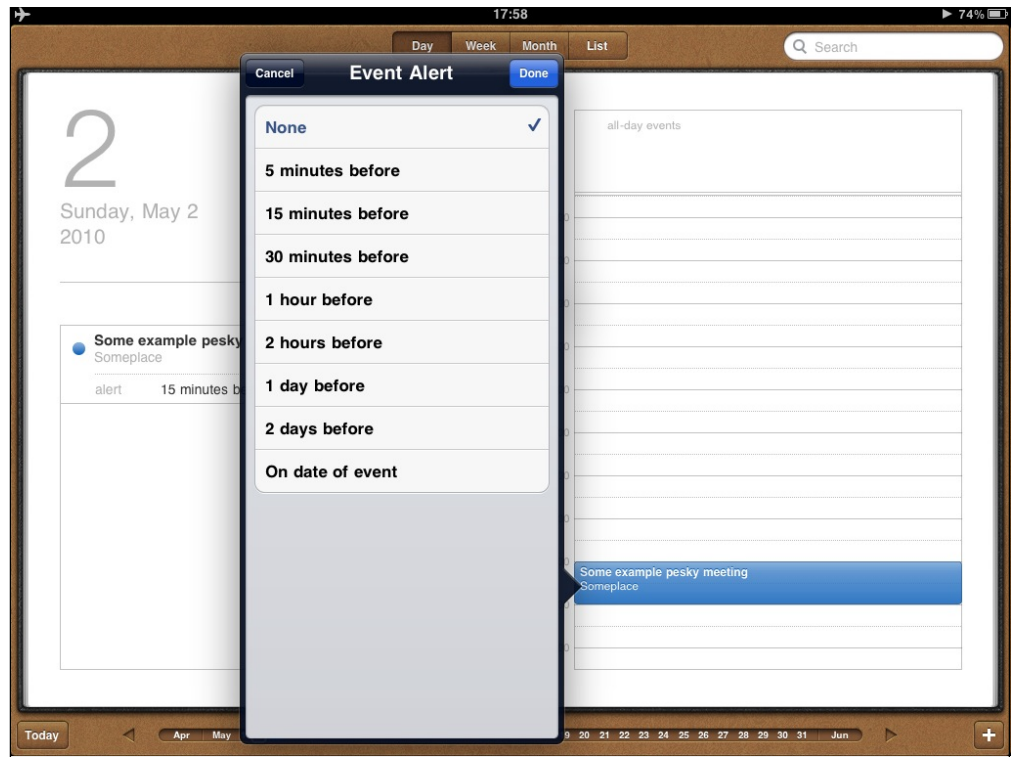 17:58
74%
Day Week Month List
Search
Cancel Event Alert Done
None
5 minutes before
15 minutes before
30 minutes before
1 hour before
2 hours before
1 day before
2 days before
On date of event
2
Sunday, May 2
2010
Some example pesky
Someplace
alert 15 minutes b
all-day events
Some example pesky meeting
Someplace
Today Apr May 9 20 21 22 23 24 25 26 27 28 29 30 31 Jun +